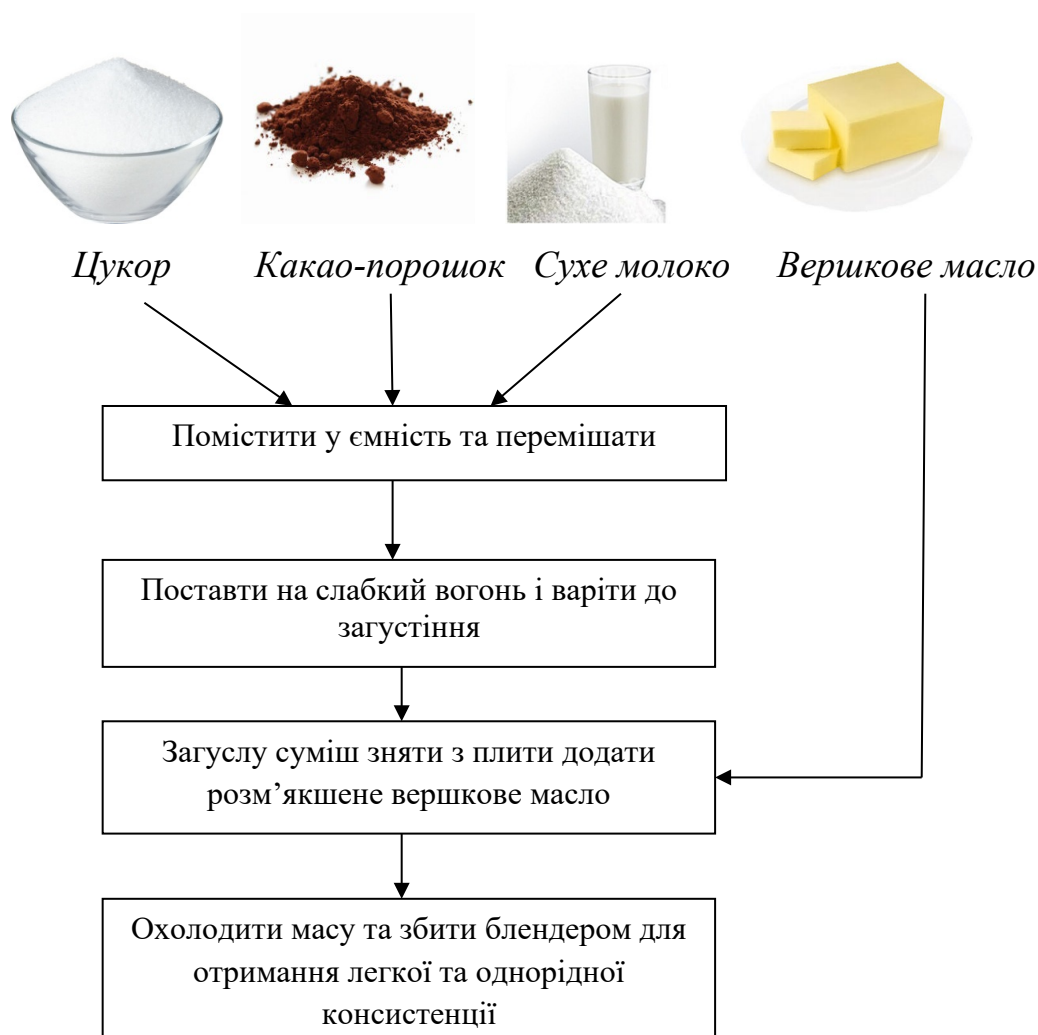 Цукор Какао-порошок Сухе молоко Вершкове масло
Помістити у ємність та перемішати
Поставти на слабкий вогонь і варіти до
загустіння
Загуслу суміш зняти з плити додати
розм’якшене вершкове масло
Охолодити масу та збити блендером для
отримання легкої та однорідної
консистенції